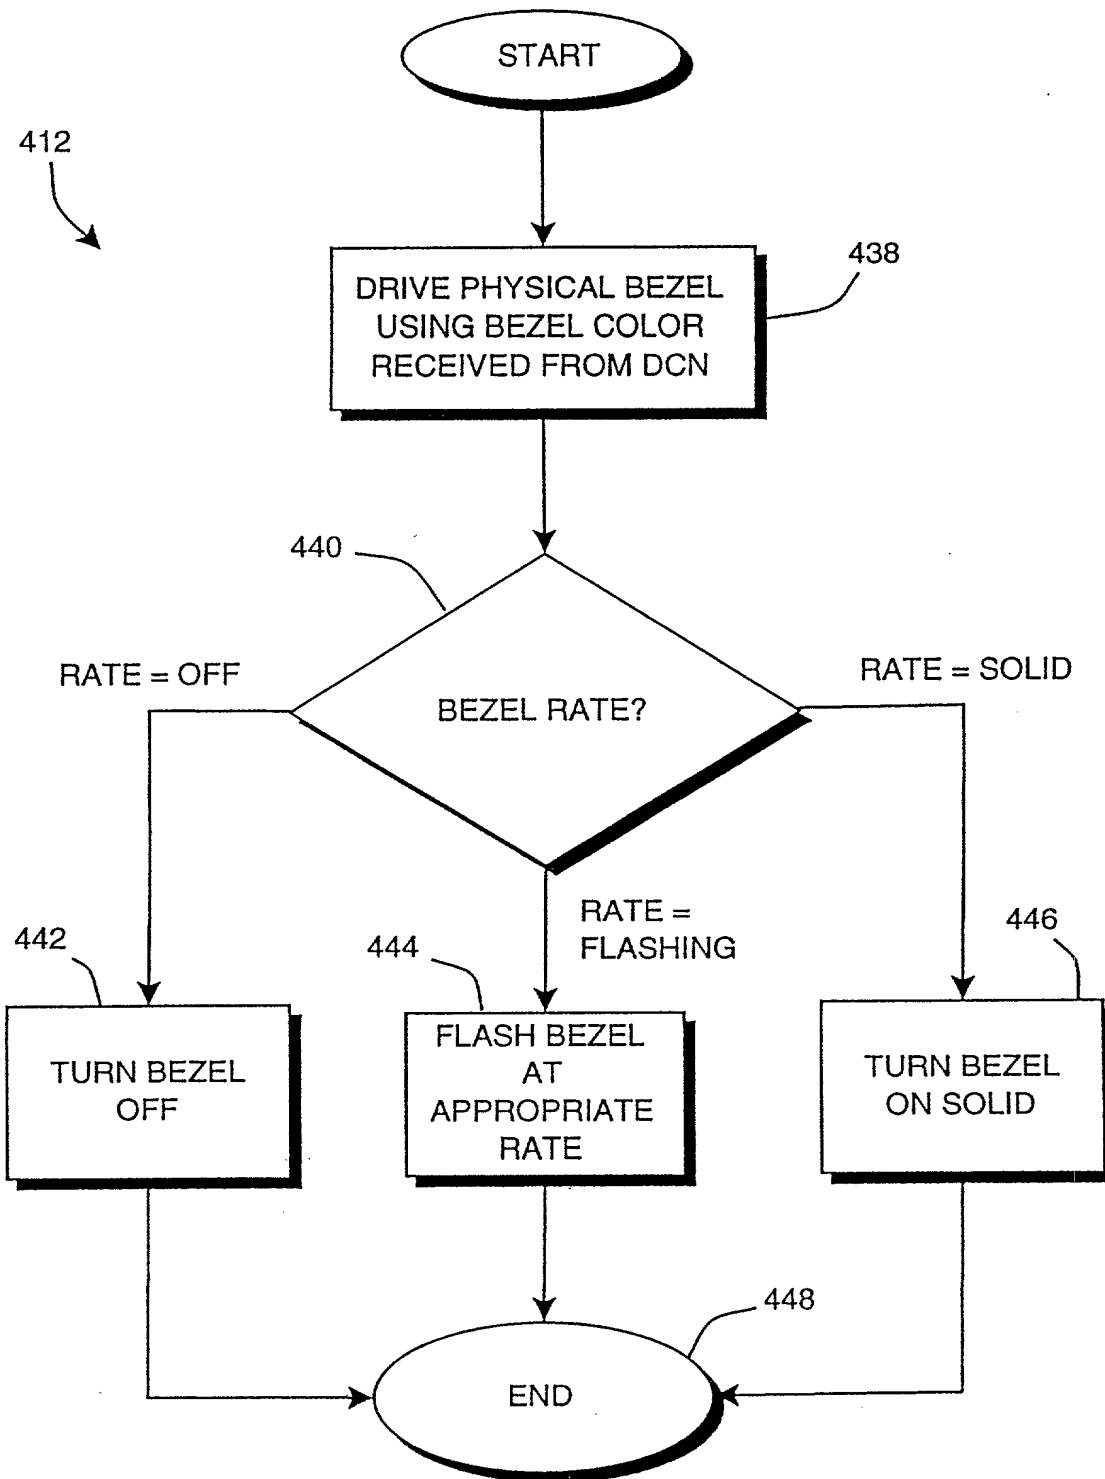 START
412
438
DRIVE PHYSICAL BEZEL
USING BEZEL COLOR
RECEIVED FROM DCN
440
RATE = OFF
BEZEL RATE?
RATE = SOLID
RATE =
FLASHING
442
444
446
TURN BEZEL
OFF
FLASH BEZEL
AT
APPROPRIATE
RATE
TURN BEZEL
ON SOLID
448
END